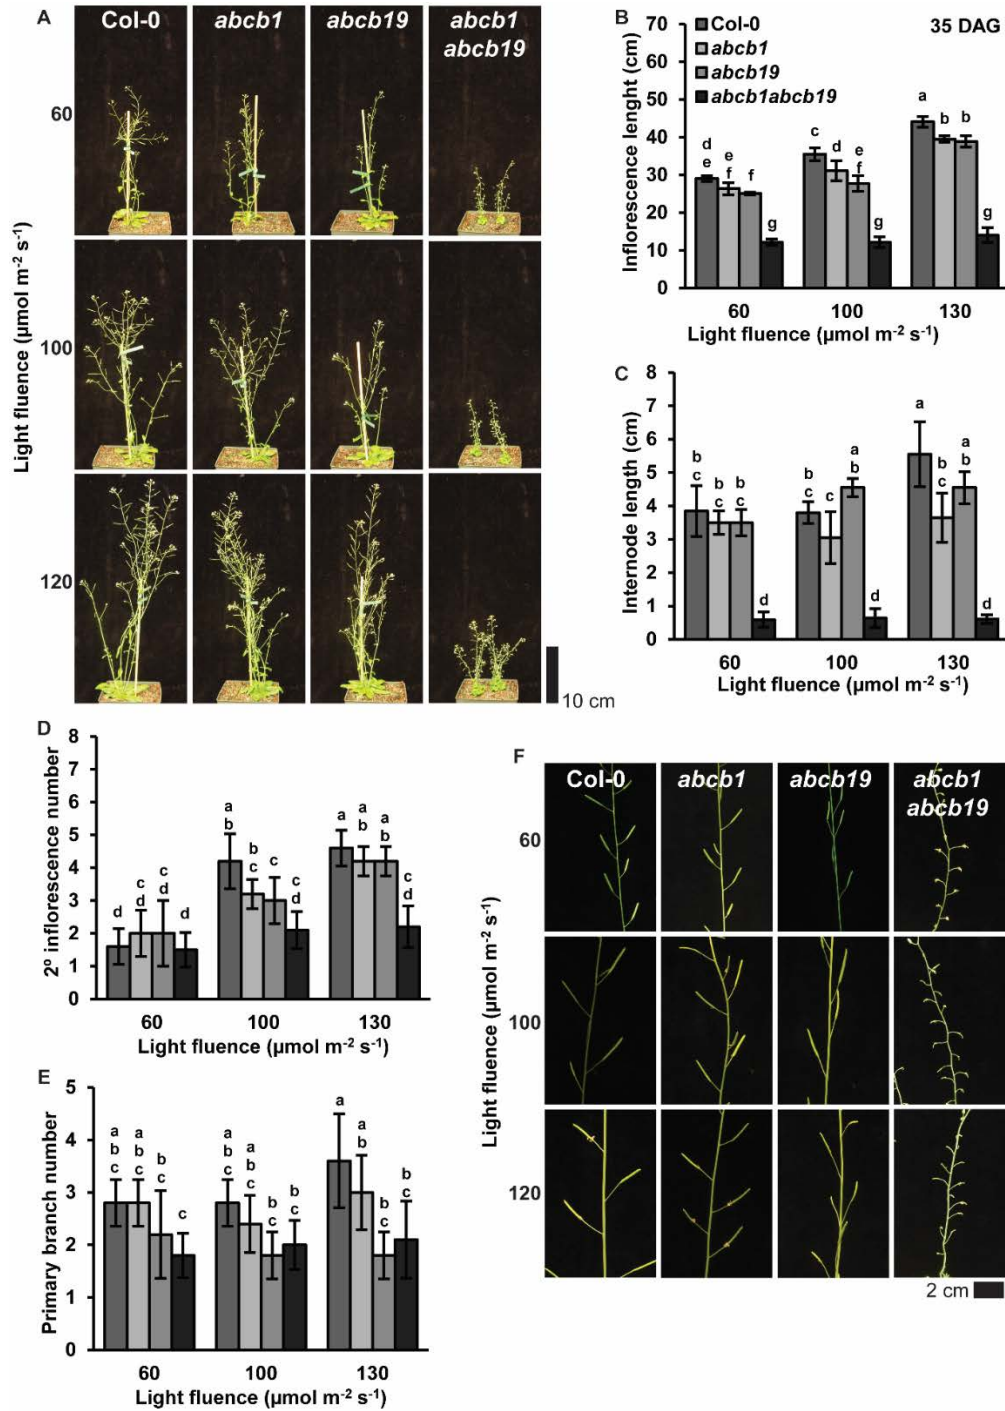 A
Col-0
abcb1
abcb19
abcb1
abcb19
Light fluence (µmol m⁻² s⁻¹)
60
100
120
10 cm
B
Inflorescence lenght (cm)
70
60
50
40
30
20
10
0
Col-0
abcb1
abcb19
abcb1abcb19
35 DAG
d
e
e
f
f
g
c
d
e
f
g
a
b
b
g
60
100
130
Light fluence (µmol m⁻² s⁻¹)
C
Internode length (cm)
8
7
6
5
4
3
2
1
0
b
c
b
c
b
c
d
b
c
c
a
b
d
a
b
c
a
b
d
60
100
130
Light fluence (µmol m⁻² s⁻¹)
D
2º inflorescence number
8
7
6
5
4
3
2
1
0
d
c
d
c
d
d
a
b
b
c
c
c
d
a
a
b
a
b
c
d
60
100
130
Light fluence (µmol m⁻² s⁻¹)
E
Primary branch number
5
4
3
2
1
0
a
b
c
a
b
c
b
c
c
a
b
c
a
b
c
b
c
b
c
a
a
b
b
c
b
c
60
100
130
Light fluence (µmol m⁻² s⁻¹)
F
Col-0
abcb1
abcb19
abcb1
abcb19
Light fluence (µmol m⁻² s⁻¹)
60
100
120
2 cm